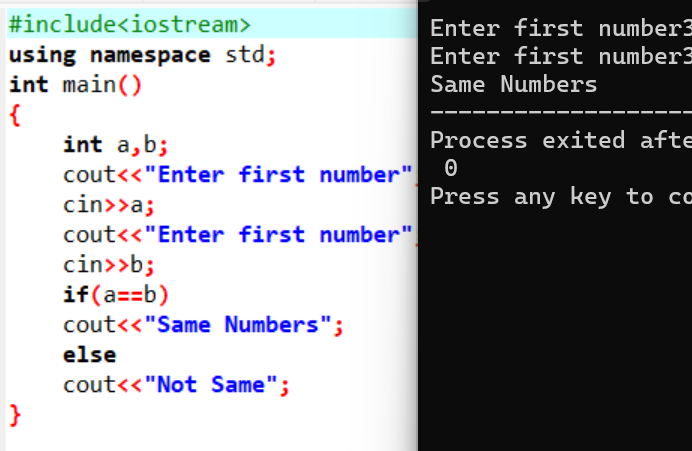 #include<iostream>
using namespace std;
int main()
{
int a,b;
cout<<"Enter first number"
cin>>a;
cout<<"Enter first number"
cin>>b;
if(a==b)
cout<<"Same Numbers";
else
cout<<"Not Same";
}
Enter first number3
Enter first number3
Same Numbers
--------------------
Process exited afte
0
Press any key to co